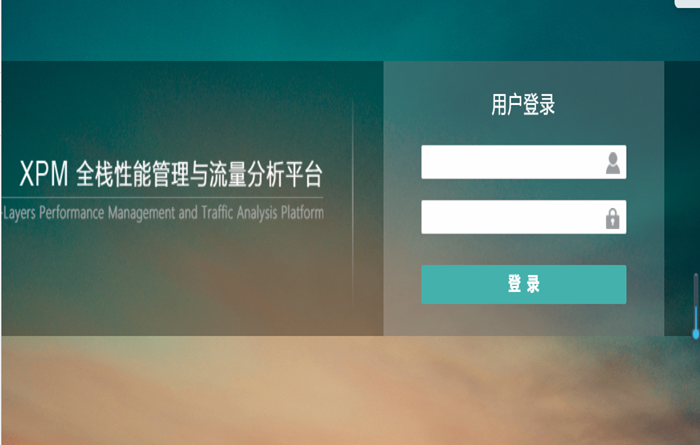 用户登录
XPM 全栈性能管理与流量分析平台
-Layers Performance Management and Traffic Analysis Platform
登 录